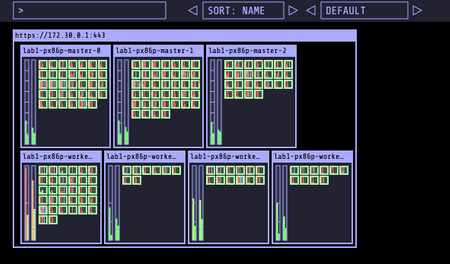 >
SORT: NAME
DEFAULT
https://172.30.0.1:443
lab1-px86p-master-0
lab1-px86p-master-1
lab1-px86p-master-2
lab1-px86p-worke…
lab1-px86p-worke…
lab1-px86p-worke…
lab1-px86p-worke…